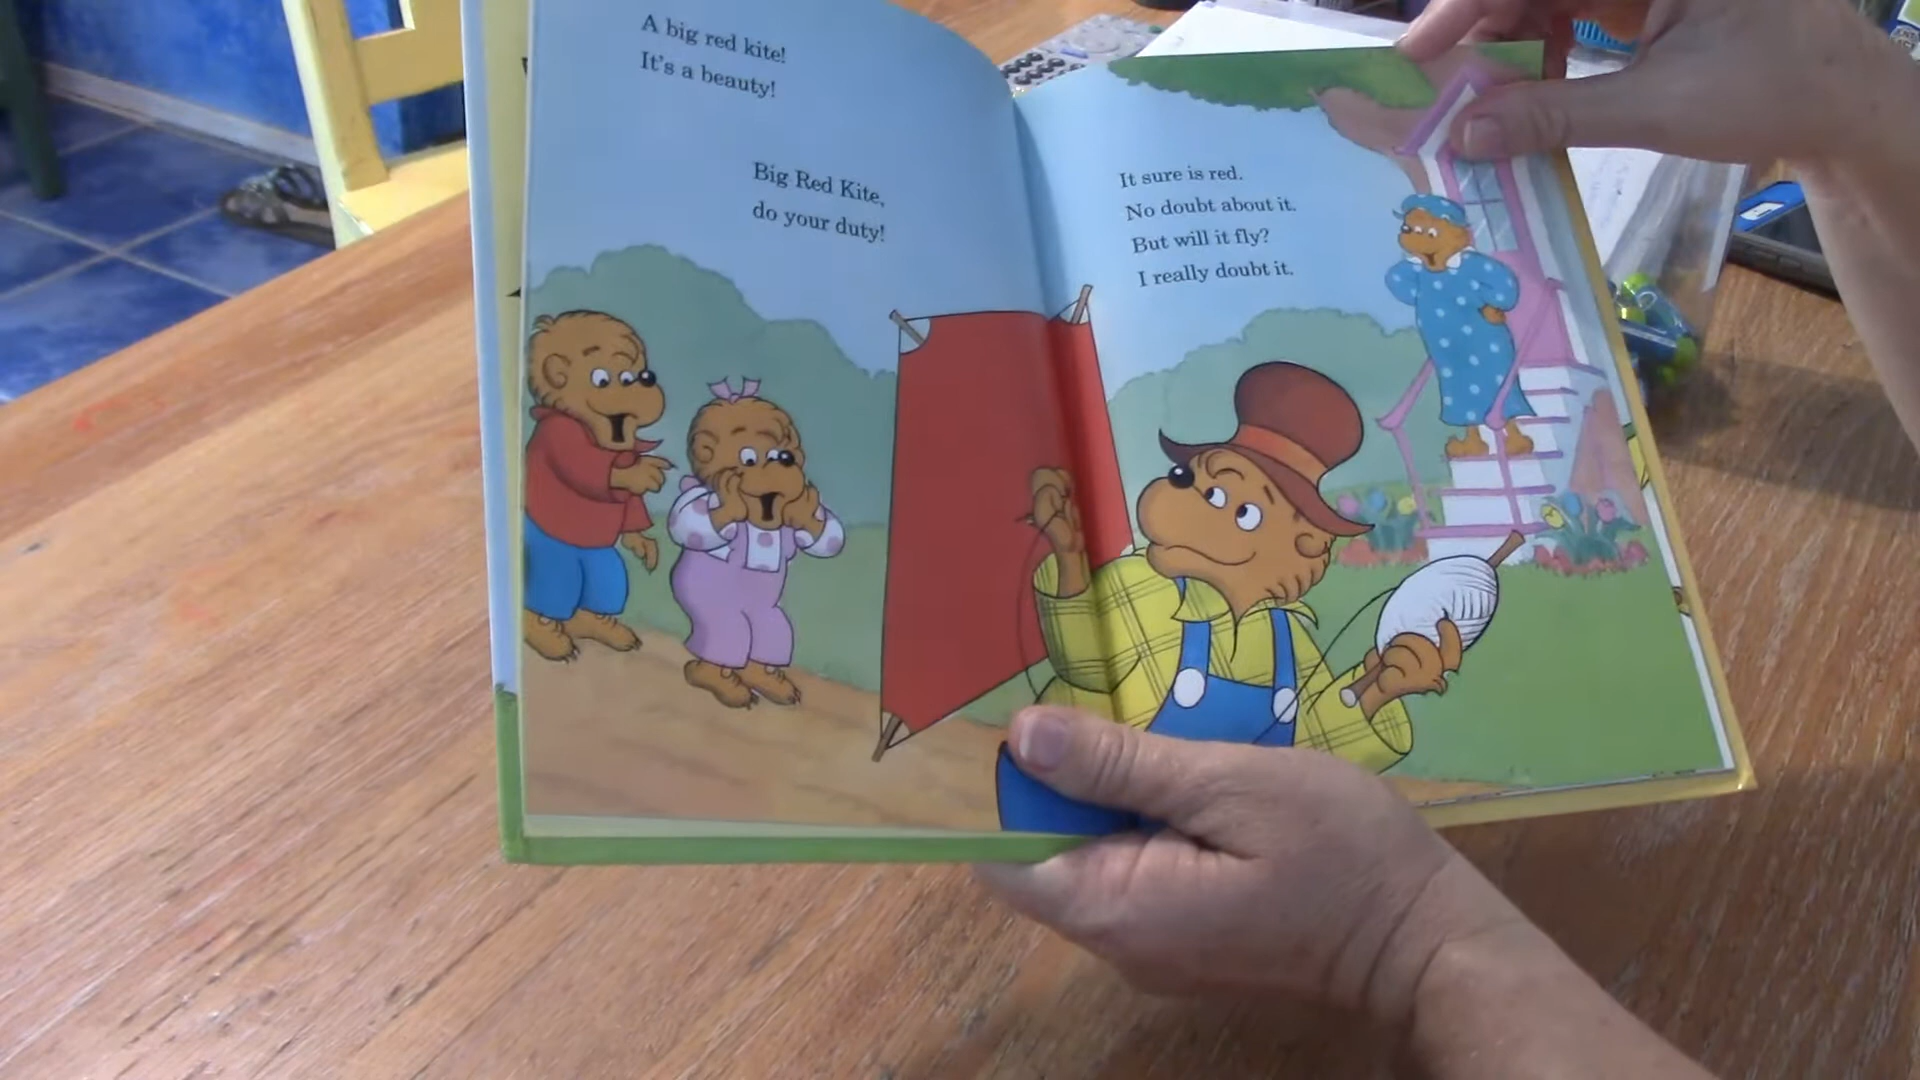 A big red kite!
It's a beauty!
Big Red Kite,
do your duty!
It sure is red.
No doubt about it.
But will it fly?
I really doubt it.